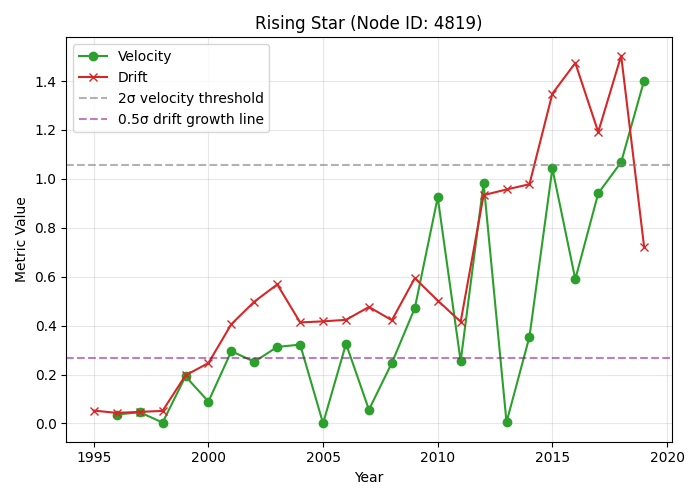 Rising Star (Node ID: 4819)
Velocity
Drift
2σ velocity threshold
0.5σ drift growth line
Metric Value
1.4
1.2
1.0
0.8
0.6
0.4
0.2
0.0
1995 2000 2005 2010 2015 2020
Year